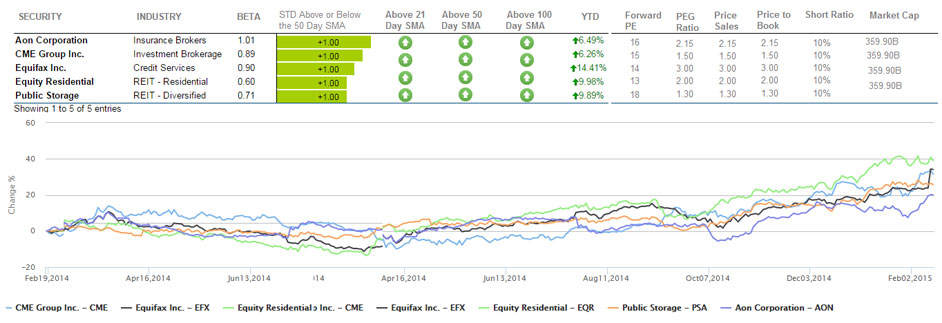 SECURITY INDUSTRY BETA STD Above or Below the 50 Day SMA Above 21 Day SMA Above 50 Day SMA Above 100 Day SMA YTD Forward PE PEG Ratio Price Sales Price to Book Short Ratio Market Cap
Aon Corporation Insurance Brokers 1.01 +1.00 6.49% 16 2.15 2.15 2.15 10% 359.90B
CME Group Inc. Investment Brokerage 0.89 +1.00 6.26% 15 1.50 1.50 1.50 10% 359.90B
Equifax Inc. Credit Services 0.90 +1.00 14.41% 14 3.00 3.00 3.00 10% 359.90B
Equity Residential REIT - Residential 0.60 +1.00 9.98% 13 2.00 2.00 2.00 10% 359.90B
Public Storage REIT - Diversified 0.71 +1.00 9.89% 18 1.30 1.30 1.30 10%
Showing 1 to 5 of 5 entries
Change %
60
40
20
0
−20
Feb19,2014 Apr16,2014 Jun13,2014 '14 Apr16,2014 Jun13,2014 Aug11,2014 Oct07,2014 Dec03,2014 Feb02,2015
CME Group Inc. – CME Equifax Inc. – EFX Equity Residential Inc. – CME Equifax Inc. – EFX Equity Residential – EQR Public Storage – PSA Aon Corporation – AON